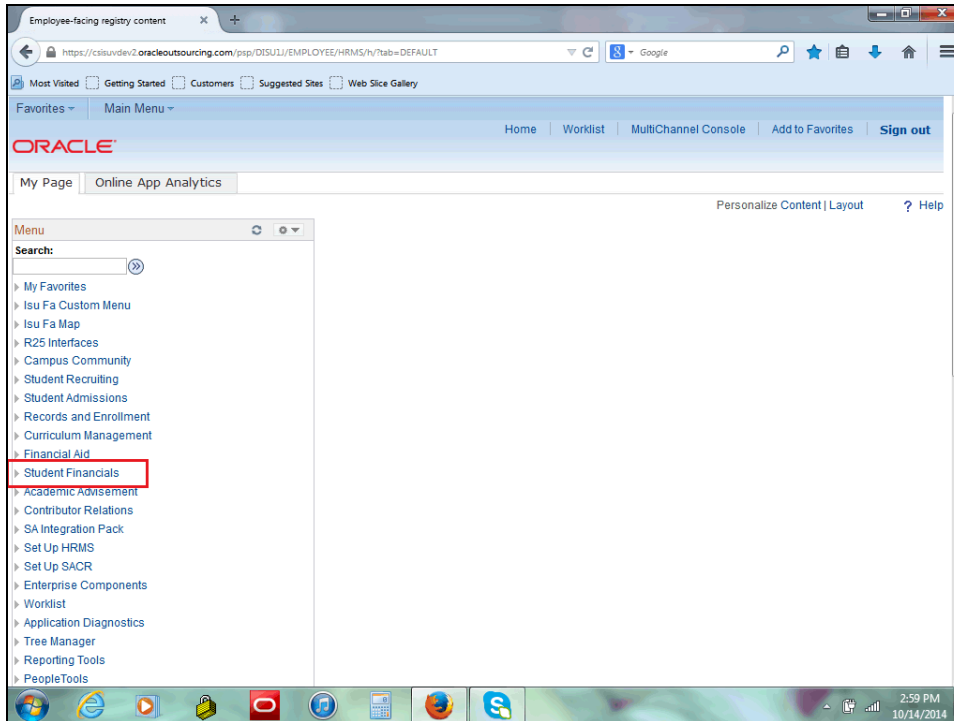 Employee-facing registry content
https://csisuvdev2.oracleoutsourcing.com/psp/DISU1J/EMPLOYEE/HRMS/h/?tab=DEFAULT
Google
Most Visited Getting Started Customers Suggested Sites Web Slice Gallery
Favorites Main Menu
Home Worklist MultiChannel Console Add to Favorites Sign out
ORACLE
My Page Online App Analytics
Personalize Content | Layout ? Help
Menu
Search:
My Favorites
Isu Fa Custom Menu
Isu Fa Map
R25 Interfaces
Campus Community
Student Recruiting
Student Admissions
Records and Enrollment
Curriculum Management
Financial Aid
Student Financials
Academic Advisement
Contributor Relations
SA Integration Pack
Set Up HRMS
Set Up SACR
Enterprise Components
Worklist
Application Diagnostics
Tree Manager
Reporting Tools
PeopleTools
2:59 PM
10/14/2014